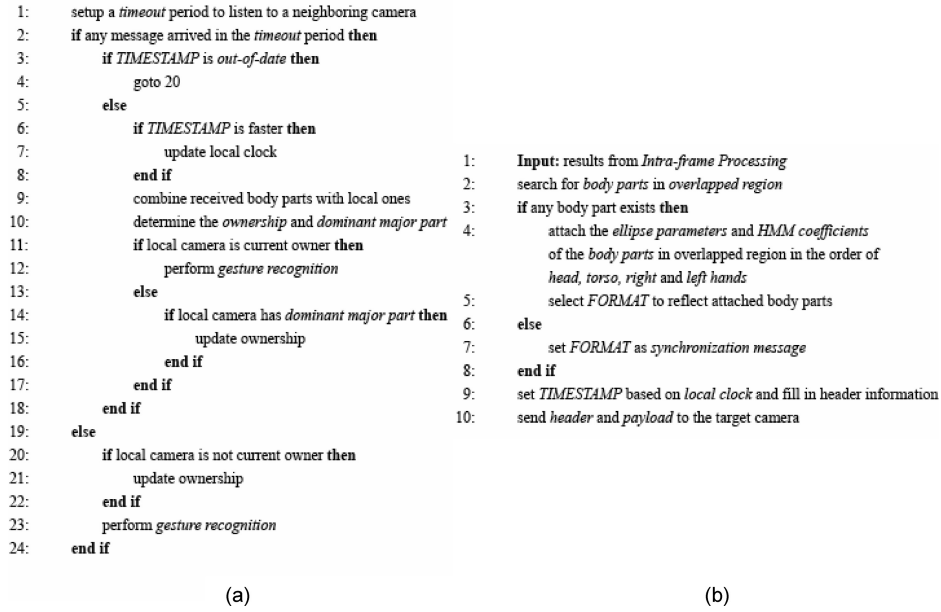 1: setup a timeout period to listen to a neighboring camera
2: if any message arrived in the timeout period then
3: if TIMESTAMP is out-of-date then
4: goto 20
5: else
6: if TIMESTAMP is faster then
7: update local clock
8: end if
9: combine received body parts with local ones
10: determine the ownership and dominant major part
11: if local camera is current owner then
12: perform gesture recognition
13: else
14: if local camera has dominant major part then
15: update ownership
16: end if
17: end if
18: end if
19: else
20: if local camera is not current owner then
21: update ownership
22: end if
23: perform gesture recognition
24: end if
(a)
1: Input: results from Intra-frame Processing
2: search for body parts in overlapped region
3: if any body part exists then
4: attach the ellipse parameters and HMM coefficients
of the body parts in overlapped region in the order of
head, torso, right and left hands
5: select FORMAT to reflect attached body parts
6: else
7: set FORMAT as synchronization message
8: end if
9: set TIMESTAMP based on local clock and fill in header information
10: send header and payload to the target camera
(b)